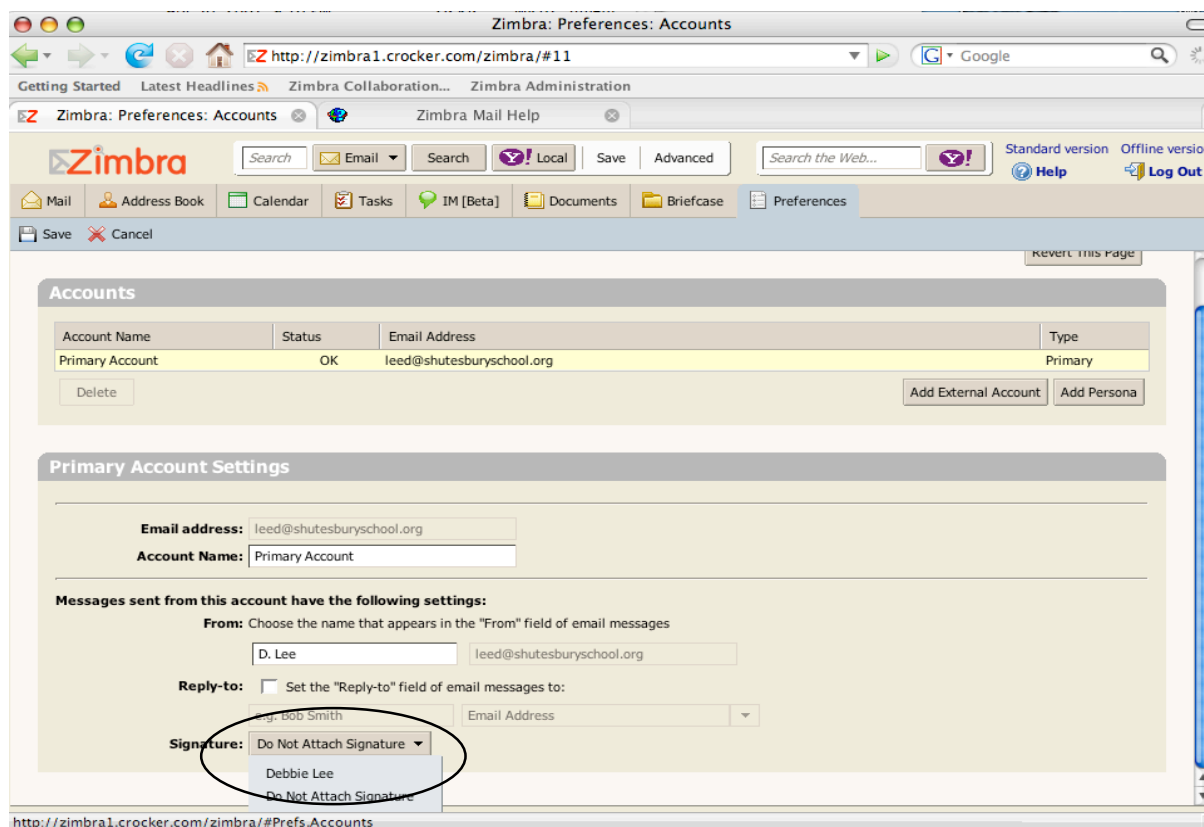 Zimbra: Preferences: Accounts
http://zimbra1.crocker.com/zimbra/#11
G Google
Getting Started Latest Headlines Zimbra Collaboration... Zimbra Administration
Z Zimbra: Preferences: Accounts Zimbra Mail Help
Zimbra Search Email Search Y! Local Save Advanced Search the Web... Y! Standard version Offline versio
Help Log Out
Mail Address Book Calendar Tasks IM [Beta] Documents Briefcase Preferences
Save Cancel
Revert This Page
Accounts
Account Name Status Email Address Type
Primary Account OK leed@shutesburyschool.org Primary
Delete Add External Account Add Persona
Primary Account Settings
Email address: leed@shutesburyschool.org
Account Name: Primary Account
Messages sent from this account have the following settings:
From: Choose the name that appears in the "From" field of email messages
D. Lee leed@shutesburyschool.org
Reply-to: Set the "Reply-to" field of email messages to:
e.g. Bob Smith Email Address
Signature: Do Not Attach Signature
Debbie Lee
Do Not Attach Signature
http://zimbra1.crocker.com/zimbra/#Prefs.Accounts